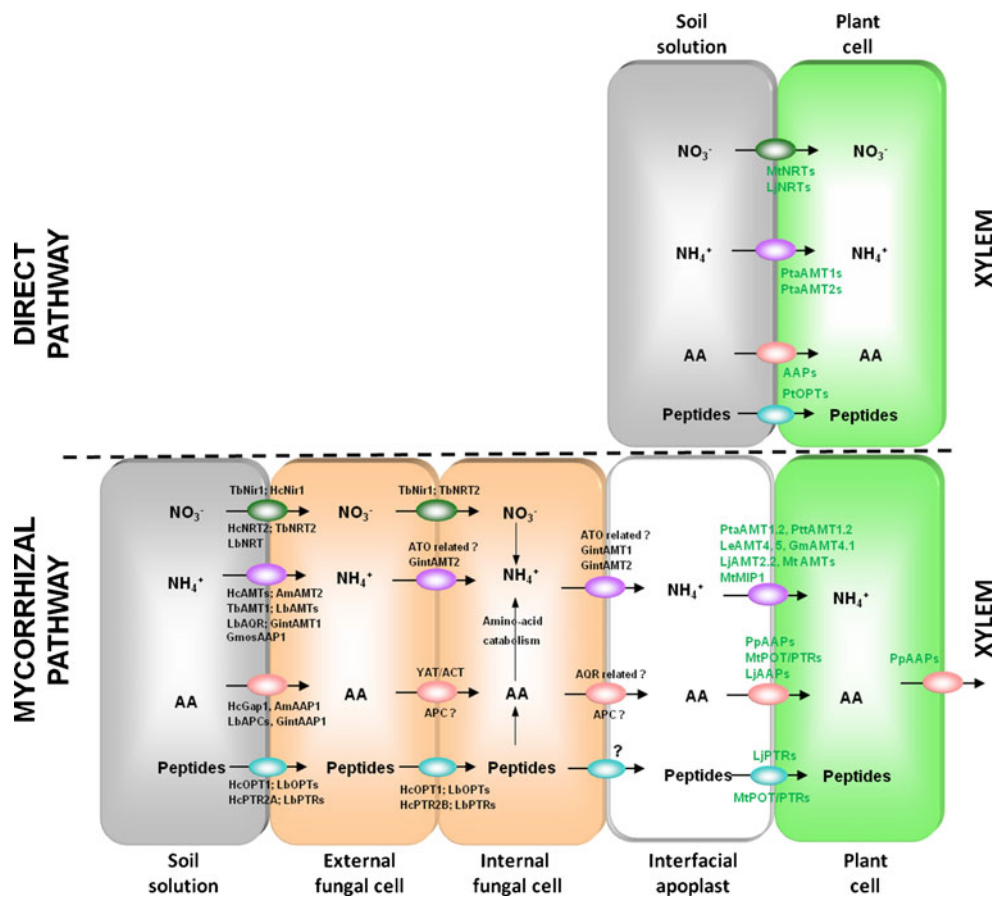 Soil
solution
Plant
cell
DIRECT
PATHWAY
XYLEM
NO₃⁻
NO₃⁻
MtNRTs
LjNRTs
NH₄⁺
NH₄⁺
PtaAMT1s
PtaAMT2s
AA
AA
AAPs
PtOPTs
Peptides
Peptides
MYCORRHIZAL
PATHWAY
XYLEM
TbNir1; HcNir1
NO₃⁻
HcNRT2; TbNRT2
LbNRT
NH₄⁺
HcAMTs; AmAMT2
TbAMT1; LbAMTs
LbAQR; GintAMT1
GmosAAP1
AA
HcGap1, AmAAP1
LbAPCs, GintAAP1
Peptides
HcOPT1; LbOPTs
HcPTR2A; LbPTRs
TbNir1; TbNRT2
NO₃⁻
ATO related ?
GintAMT2
NH₄⁺
YAT/ACT
AA
APC ?
Peptides
HcOPT1; LbOPTs
HcPTR2B; LbPTRs
NO₃⁻
ATO related ?
GintAMT1
GintAMT2
NH₄⁺
Amino-acid
catabolism
AQR related ?
AA
APC ?
?
Peptides
PtaAMT1.2, PttAMT1.2
LeAMT4, 5, GmAMT4.1
LjAMT2.2, Mt AMTs
MtMIP1
NH₄⁺
NH₄⁺
PpAAPs
MtPOT/PTRs
LjAAPs
AA
AA
PpAAPs
LjPTRs
Peptides
Peptides
MtPOT/PTRs
Soil
solution
External
fungal cell
Internal
fungal cell
Interfacial
apoplast
Plant
cell